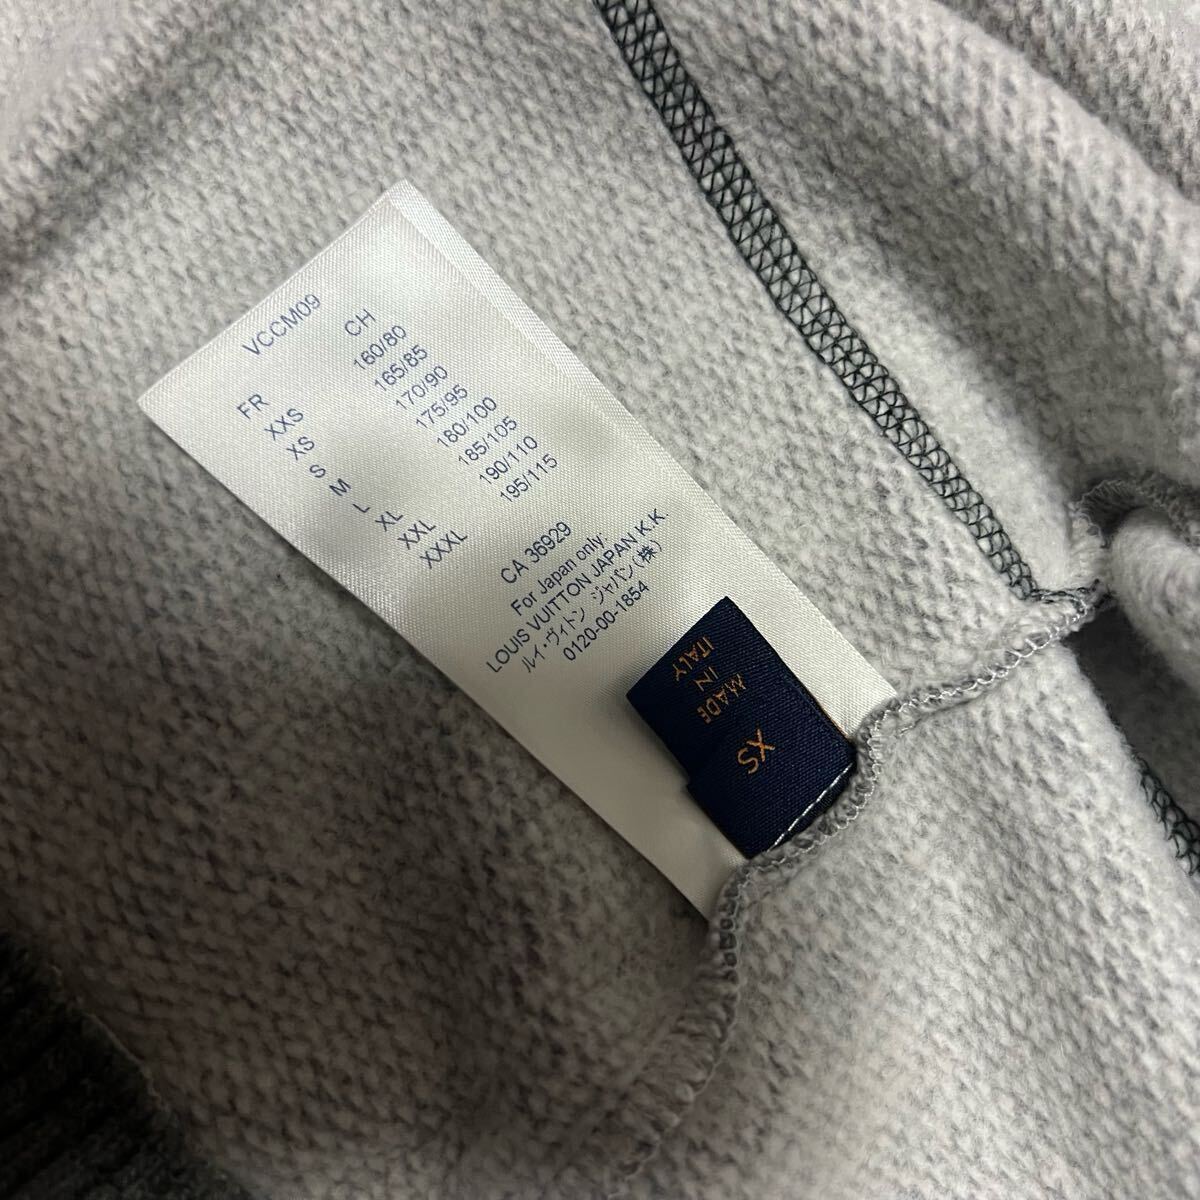 VCCM09
FR CH
XXS 160/80
XS 165/85
S 170/90
M 175/95
L 180/100
XL 185/105
XXL 190/110
XXXL 195/115
CA 36929
For Japan only.
LOUIS VUITTON JAPAN K.K.
ルイ・ヴィトン ジャパン(株)
0120-00-1854
XS
MADE
IN
ITALY